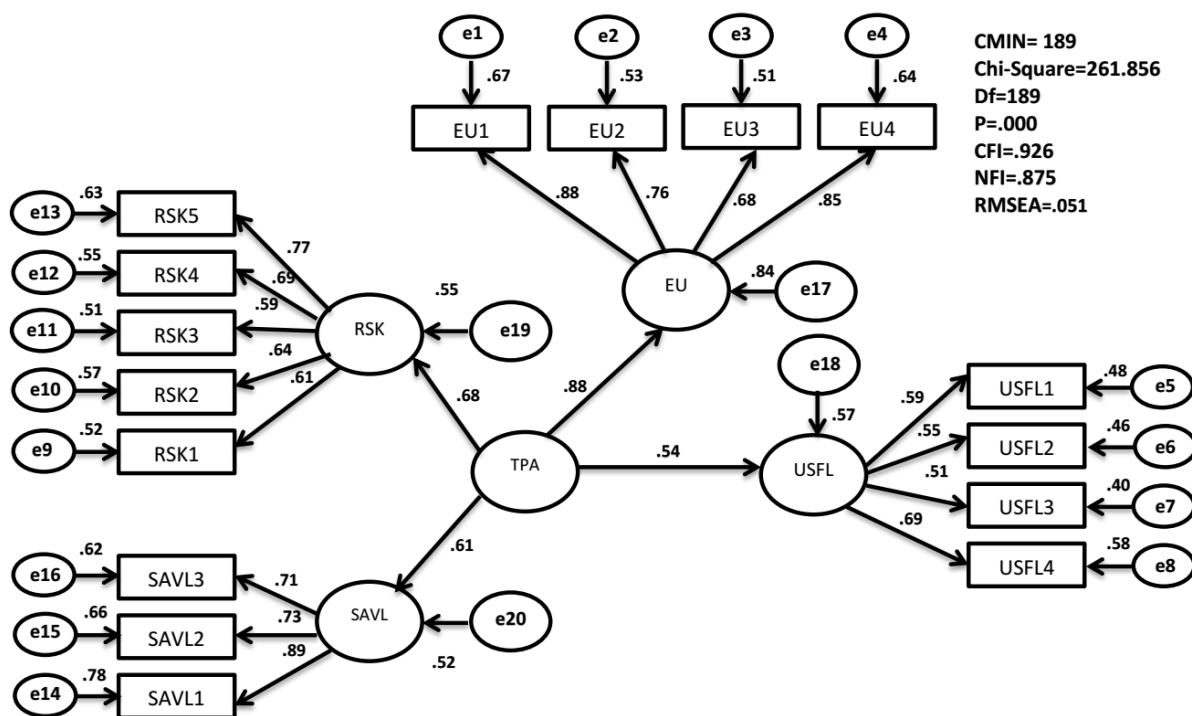 e1 e2 e3 e4
.67 .53 .51 .64
EU1 EU2 EU3 EU4
.88 .76 .68 .85
EU
.84
e17
CMIN= 189
Chi-Square=261.856
Df=189
P=.000
CFI=.926
NFI=.875
RMSEA=.051
e13 .63 RSK5 .77
e12 .55 RSK4 .69
e11 .51 RSK3 .59
e10 .57 RSK2 .64
e9 .52 RSK1 .61
RSK
.55
e19
.68
.88
TPA
.54
.61
e18
.57
USFL
.59 USFL1 .48 e5
.55 USFL2 .46 e6
.51 USFL3 .40 e7
.69 USFL4 .58 e8
e16 .62 SAVL3 .71
e15 .66 SAVL2 .73
e14 .78 SAVL1 .89
SAVL
.52
e20